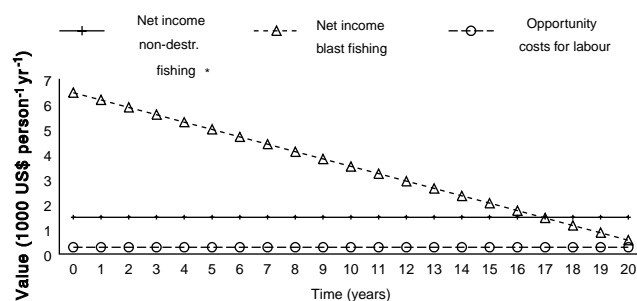 Net income
non-destr.
fishing *
Net income
blast fishing
Opportunity
costs for labour
Value (1000 US$ person-1 yr-1)
7
6
5
4
3
2
1
0
0 1 2 3 4 5 6 7 8 9 10 11 12 13 14 15 16 17 18 19 20
Time (years)